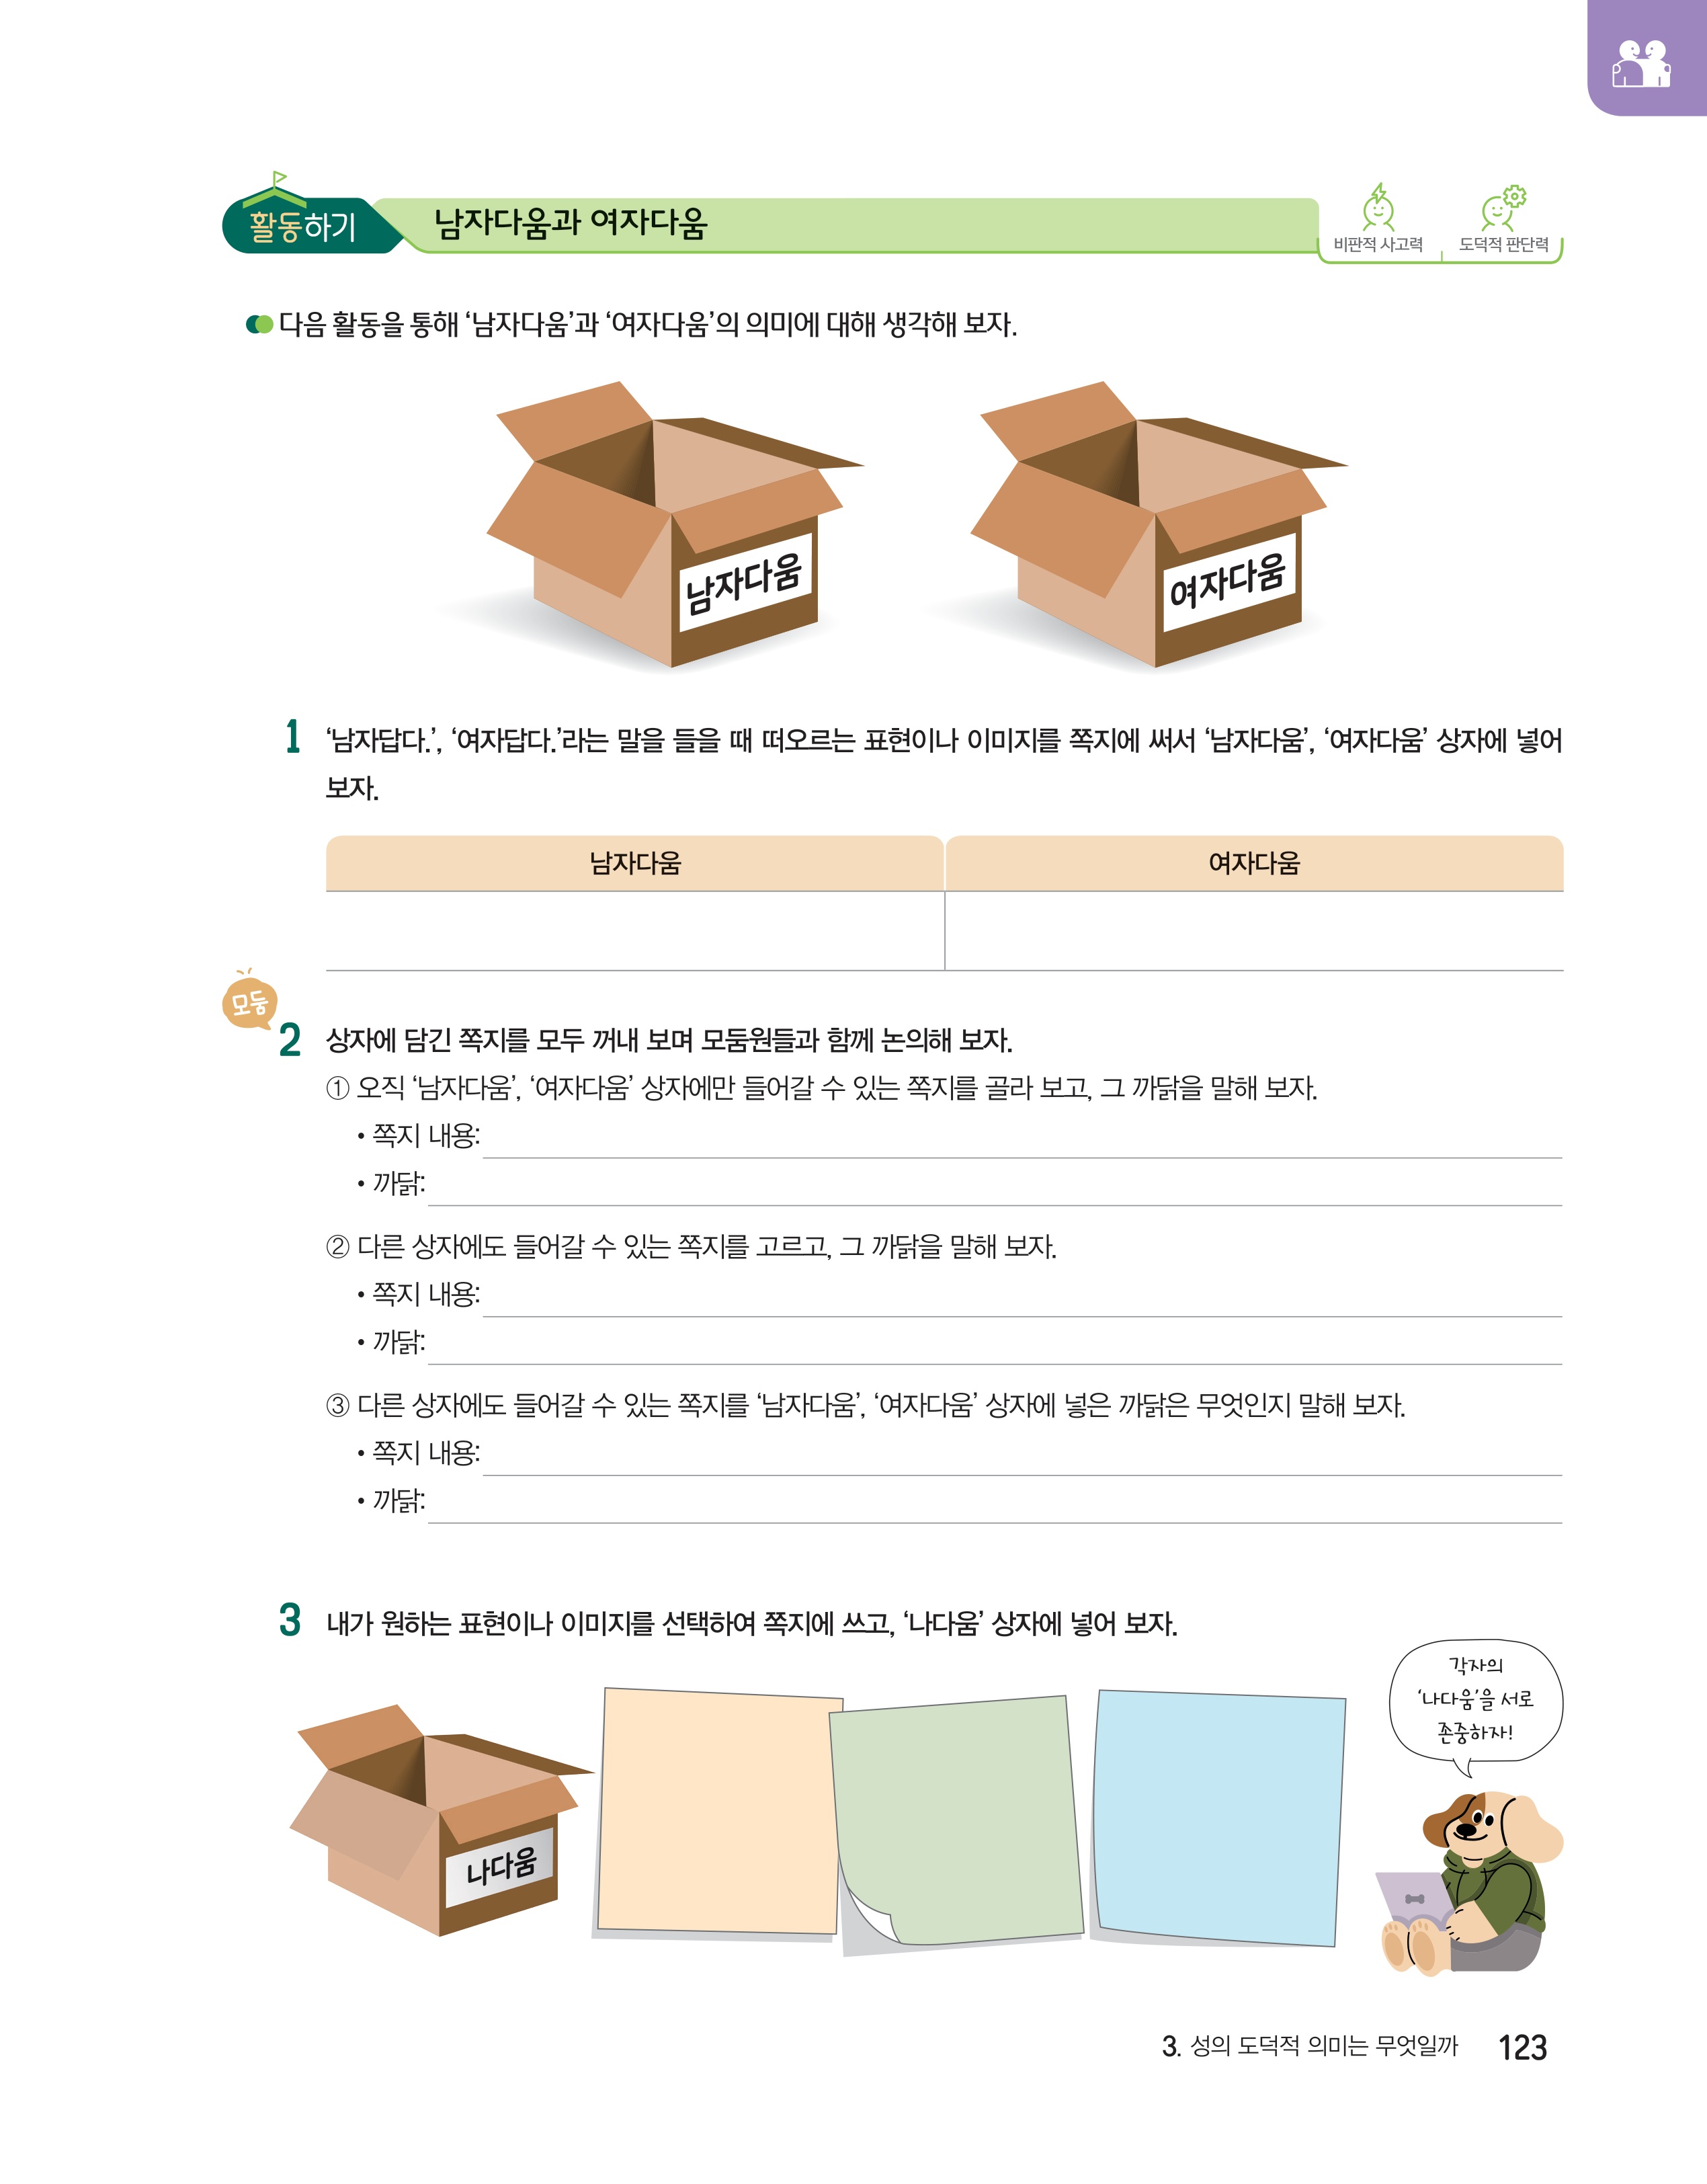 활동하기
남자다움과 여자다움
비판적 사고력
도덕적 판단력
다음 활동을 통해 ‘남자다움’과 ‘여자다움’의 의미에 대해 생각해 보자.
남자다움
여자다움
1 ‘남자답다.’, ‘여자답다.’라는 말을 들을 때 떠오르는 표현이나 이미지를 쪽지에 써서 ‘남자다움’, ‘여자다움’ 상자에 넣어
보자.
남자다움
여자다움
모둠
2 상자에 담긴 쪽지를 모두 꺼내 보며 모둠원들과 함께 논의해 보자.
① 오직 ‘남자다움’, ‘여자다움’ 상자에만 들어갈 수 있는 쪽지를 골라 보고, 그 까닭을 말해 보자.
• 쪽지 내용:
• 까닭:
② 다른 상자에도 들어갈 수 있는 쪽지를 고르고, 그 까닭을 말해 보자.
• 쪽지 내용:
• 까닭:
③ 다른 상자에도 들어갈 수 있는 쪽지를 ‘남자다움’, ‘여자다움’ 상자에 넣은 까닭은 무엇인지 말해 보자.
• 쪽지 내용:
• 까닭:
3 내가 원하는 표현이나 이미지를 선택하여 쪽지에 쓰고, ‘나다움’ 상자에 넣어 보자.
나다움
각자의
‘나다움’을 서로
존중하자!
3. 성의 도덕적 의미는 무엇일까 123